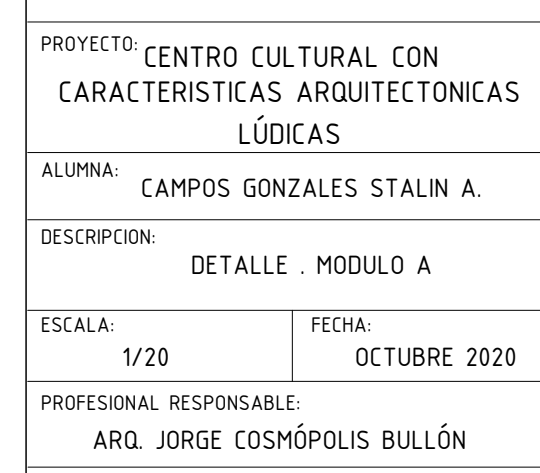 PROYECTO: CENTRO CULTURAL CON
CARACTERISTICAS ARQUITECTONICAS
LÚDICAS
ALUMNA:
CAMPOS GONZALES STALIN A.
DESCRIPCION:
DETALLE . MODULO A
ESCALA:
1/20
FECHA:
OCTUBRE 2020
PROFESIONAL RESPONSABLE:
ARQ. JORGE COSMÓPOLIS BULLÓN